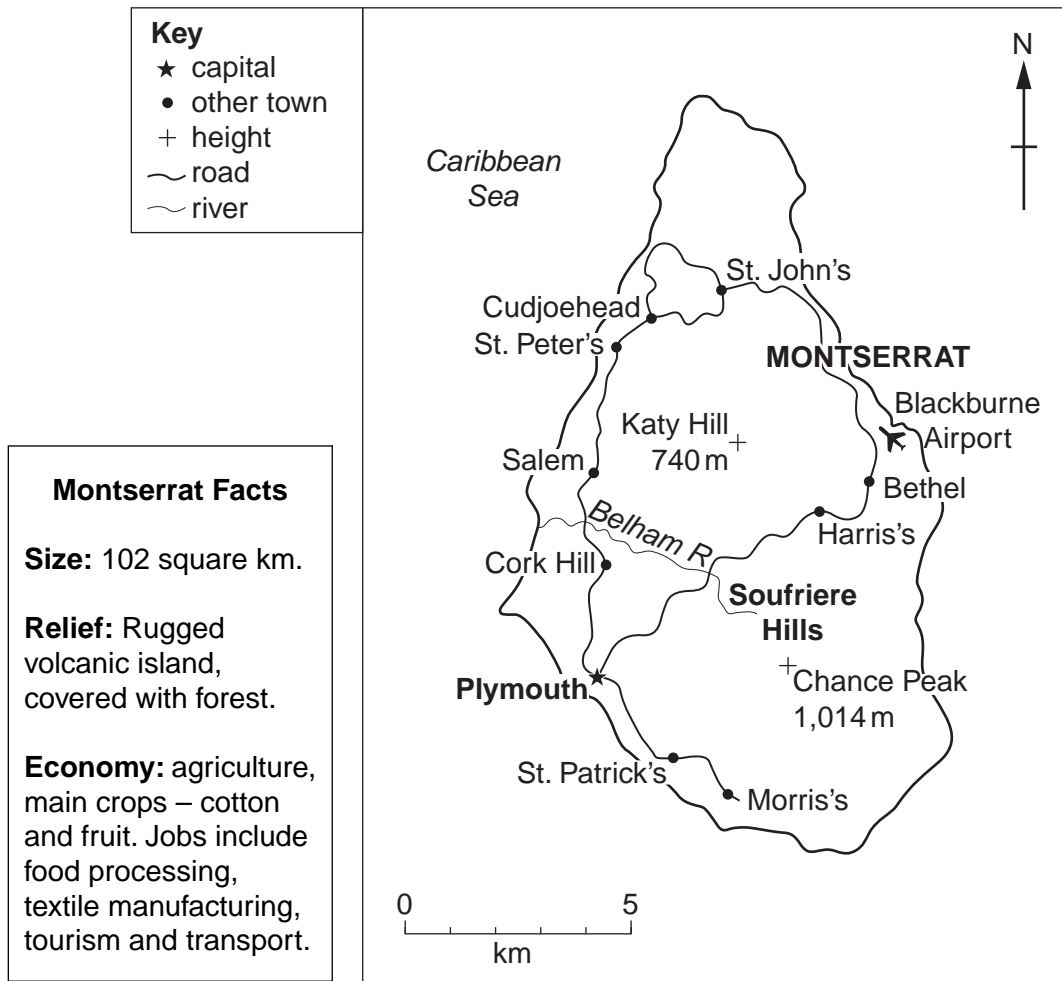 Key
capital
other town
height
road
river
N
Caribbean
Sea
St. John’s
Cudjoehead
St. Peter’s
MONTSERRAT
Blackburne
Airport
Katy Hill
740 m
Salem
Bethel
Belham R
Harris’s
Cork Hill
Soufriere
Hills
Plymouth
Chance Peak
1,014 m
St. Patrick’s
Morris’s
0 5
km
Montserrat Facts
Size: 102 square km.
Relief: Rugged
volcanic island,
covered with forest.
Economy: agriculture,
main crops – cotton
and fruit. Jobs include
food processing,
textile manufacturing,
tourism and transport.